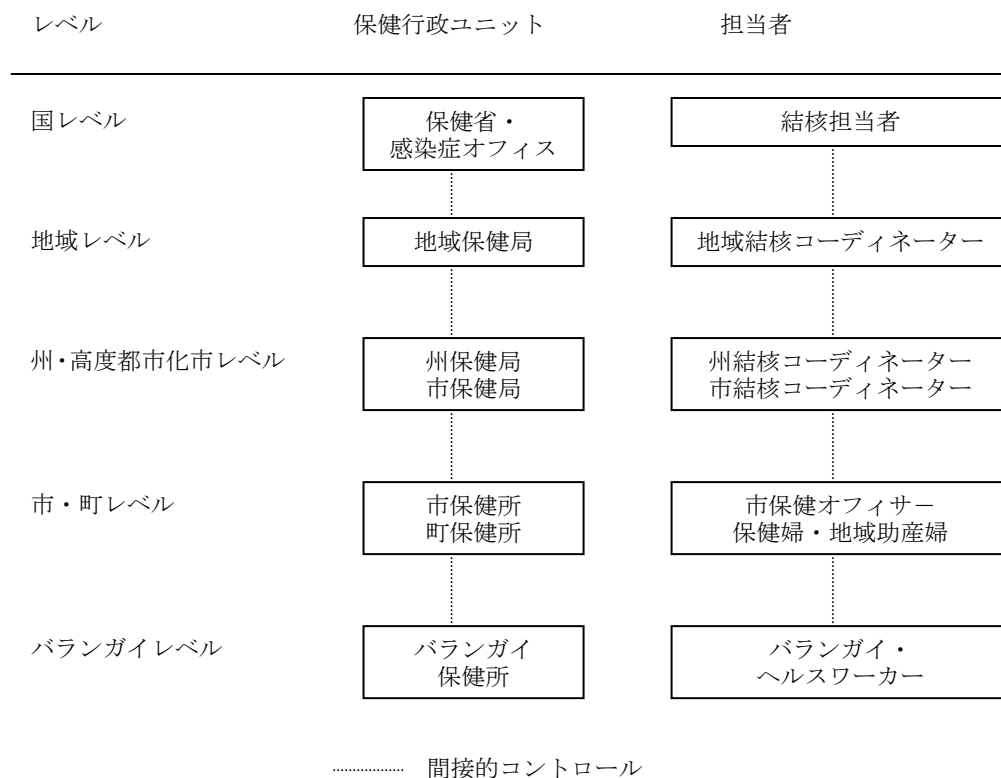 レベル 保健行政ユニット 担当者
国レベル 保健省・ 結核担当者
感染症オフィス
地域レベル 地域保健局 地域結核コーディネーター
州・高度都市化市レベル 州保健局 州結核コーディネーター
市保健局 市結核コーディネーター
市・町レベル 市保健所 市保健オフィサ－
町保健所 保健婦・地域助産婦
バランガイレベル バランガイ バランガイ・
保健所 ヘルスワーカー
間接的コントロール